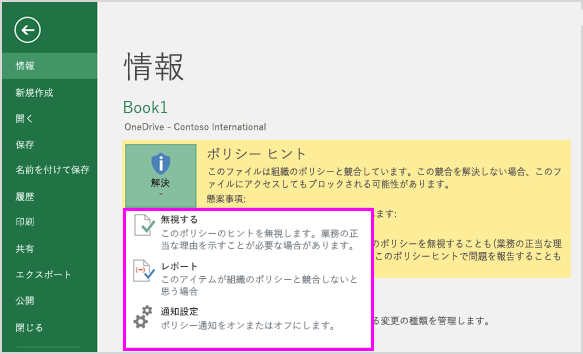 情報
新規作成
開く
保存
名前を付けて保存
履歴
印刷
共有
エクスポート
公開
閉じる
情報
Book1
OneDrive - Contoso International
解決
ポリシー ヒント
このファイルは組織のポリシーと競合しています。この競合を解決しない場合、このフ
ァイルにアクセスしてもブロックされる可能性があります。
懸案事項:
します:
のポリシーを無視することも (業務の正当な理
このポリシーヒントで問題を報告することも
無視する
このポリシーのヒントを無視します。業務の正
当な理由を示すことが必要な場合があります。
レポート
このアイテムが組織のポリシーと競合しないと
思う場合
通知設定
ポリシー通知をオンまたはオフにします。
る変更の種類を管理します。